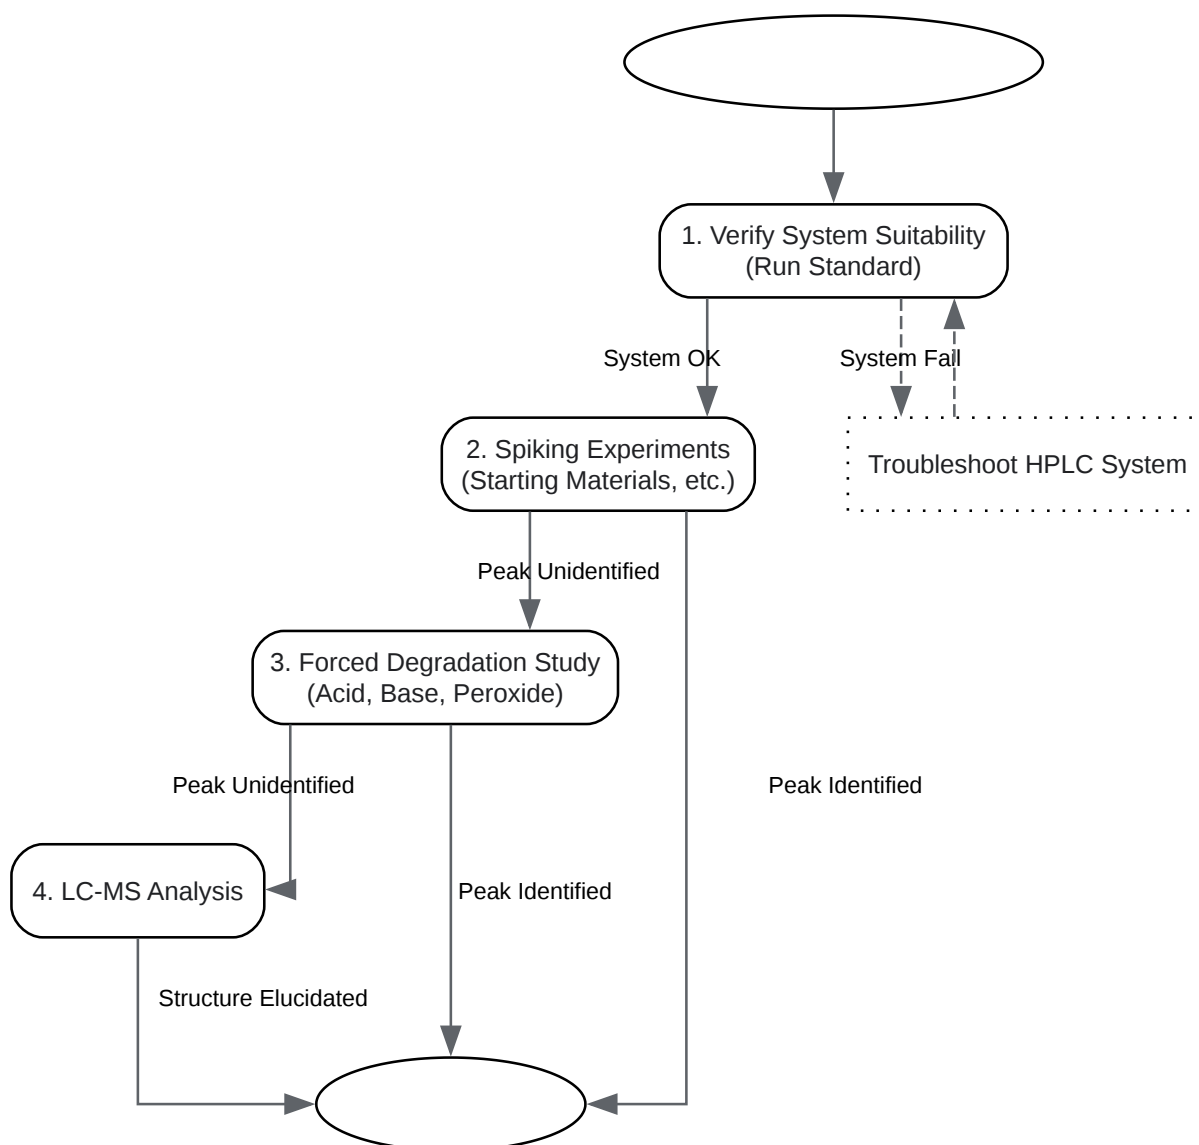 1. Verify System Suitability
(Run Standard)
System OK
System Fail
2. Spiking Experiments
(Starting Materials, etc.)
Troubleshoot HPLC System
Peak Unidentified
3. Forced Degradation Study
(Acid, Base, Peroxide)
Peak Unidentified
Peak Identified
4. LC-MS Analysis
Peak Identified
Structure Elucidated